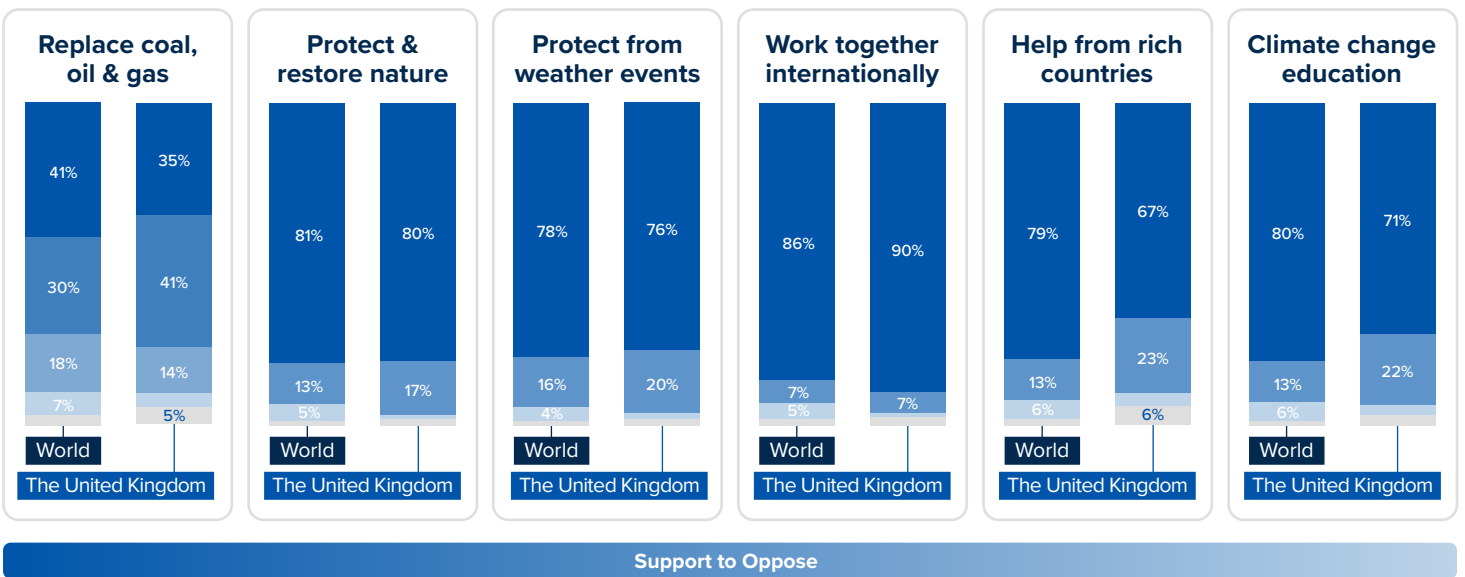 Replace coal,
oil & gas
41%
30%
18%
7%
35%
41%
14%
5%
World
The United Kingdom
Protect &
restore nature
81%
13%
5%
80%
17%
World
The United Kingdom
Protect from
weather events
78%
16%
4%
76%
20%
World
The United Kingdom
Work together
internationally
86%
7%
5%
90%
7%
World
The United Kingdom
Help from rich
countries
79%
13%
6%
67%
23%
6%
World
The United Kingdom
Climate change
education
80%
13%
6%
71%
22%
World
The United Kingdom
Support to Oppose